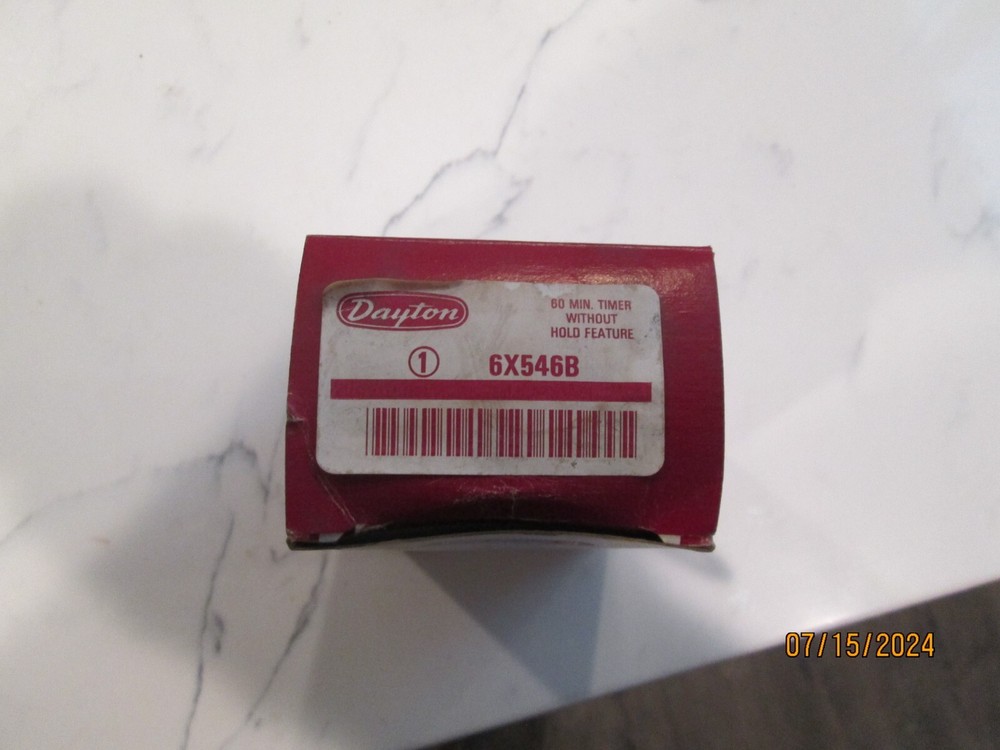 Dayton
60 MIN. TIMER
WITHOUT
HOLD FEATURE
1 6X546B
07/15/2024